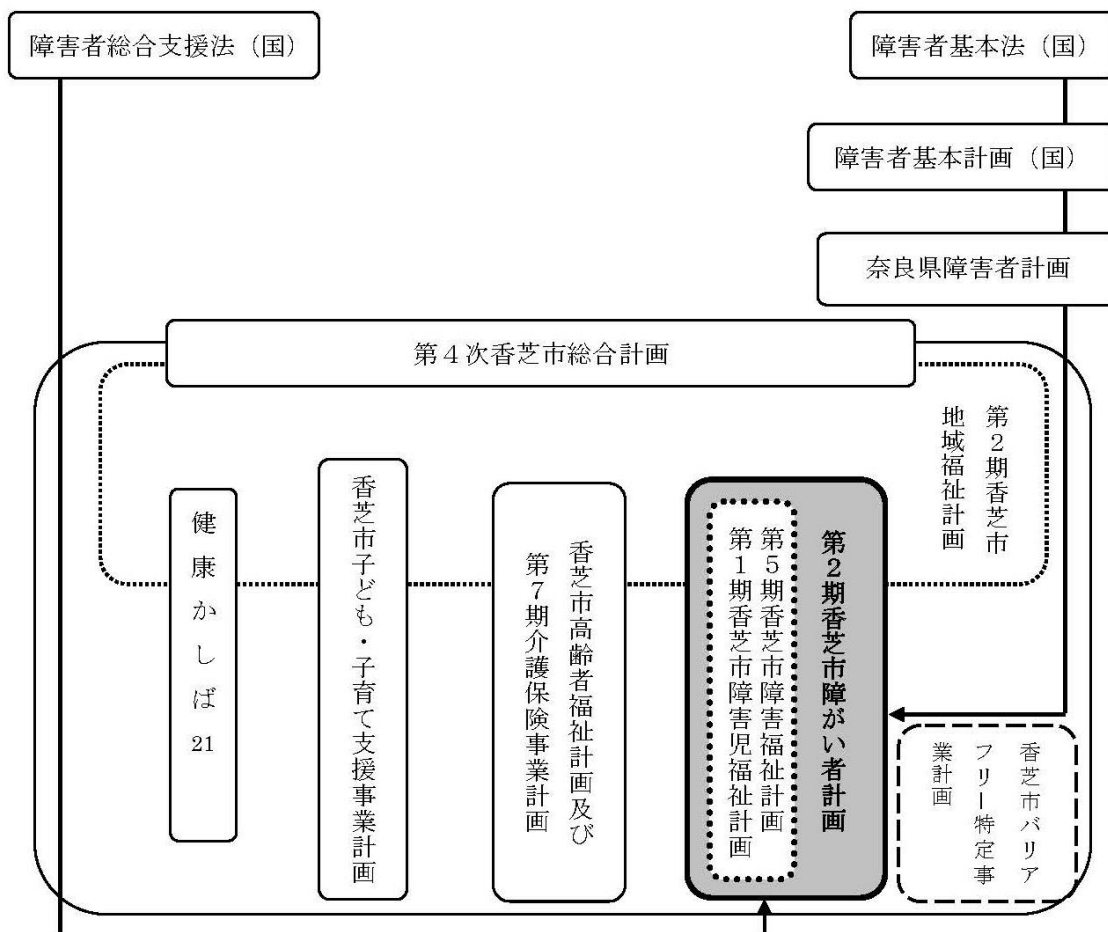 障害者総合支援法（国）
障害者基本法（国）
障害者基本計画（国）
奈良県障害者計画
第４次香芝市総合計画
第２期香芝市
地域福祉計画
第２期香芝市障がい者計画
第５期香芝市障害福祉計画
第１期香芝市障害児福祉計画
香芝市高齢者福祉計画及び
第７期介護保険事業計画
香芝市子ども・子育て支援事業計画
健康かしば21
香芝市バリア
フリー特定事
業計画